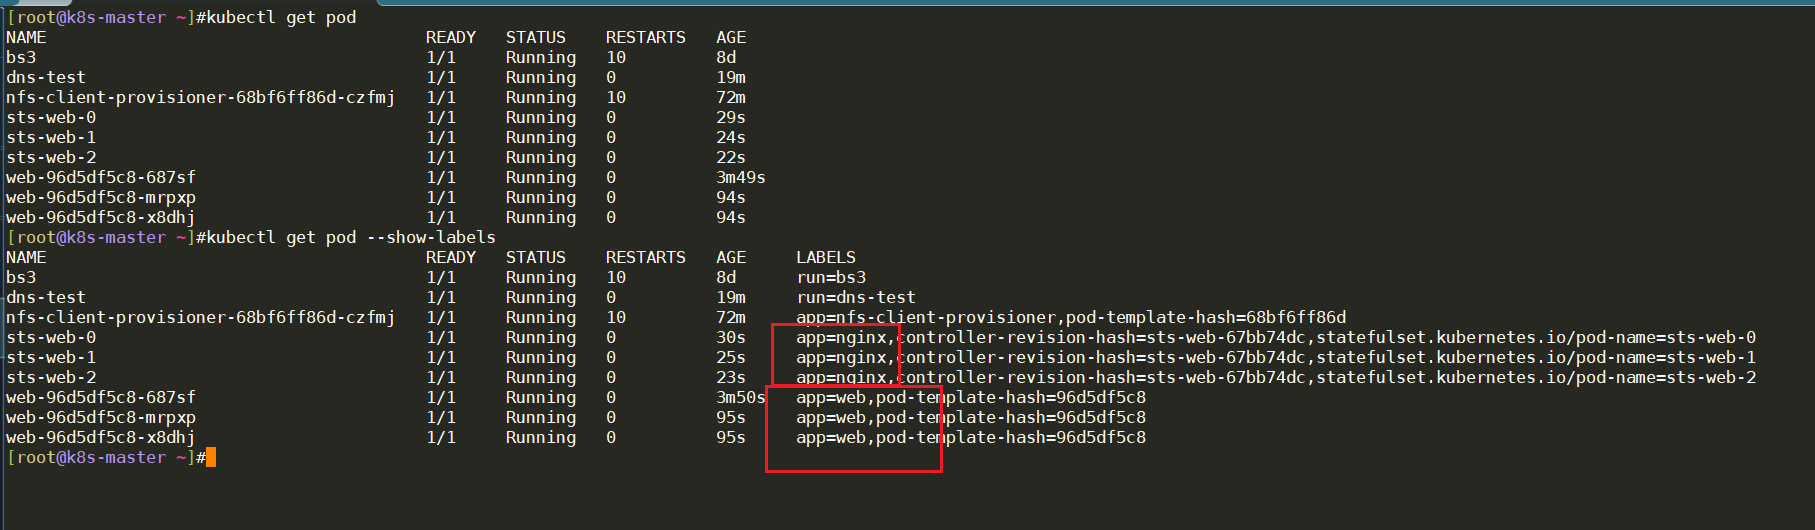 [root@k8s-master ~]#kubectl get pod
NAME READY STATUS RESTARTS AGE
bs3 1/1 Running 10 8d
dns-test 1/1 Running 0 19m
nfs-client-provisioner-68bf6ff86d-czfmj 1/1 Running 10 72m
sts-web-0 1/1 Running 0 29s
sts-web-1 1/1 Running 0 24s
sts-web-2 1/1 Running 0 22s
web-96d5df5c8-687sf 1/1 Running 0 3m49s
web-96d5df5c8-mrpxp 1/1 Running 0 94s
web-96d5df5c8-x8dhj 1/1 Running 0 94s
[root@k8s-master ~]#kubectl get pod --show-labels
NAME READY STATUS RESTARTS AGE LABELS
bs3 1/1 Running 10 8d run=bs3
dns-test 1/1 Running 0 19m run=dns-test
nfs-client-provisioner-68bf6ff86d-czfmj 1/1 Running 10 72m app=nfs-client-provisioner,pod-template-hash=68bf6ff86d
sts-web-0 1/1 Running 0 30s app=nginx,controller-revision-hash=sts-web-67bb74dc,statefulset.kubernetes.io/pod-name=sts-web-0
sts-web-1 1/1 Running 0 25s app=nginx,controller-revision-hash=sts-web-67bb74dc,statefulset.kubernetes.io/pod-name=sts-web-1
sts-web-2 1/1 Running 0 23s app=nginx,controller-revision-hash=sts-web-67bb74dc,statefulset.kubernetes.io/pod-name=sts-web-2
web-96d5df5c8-687sf 1/1 Running 0 3m50s app=web,pod-template-hash=96d5df5c8
web-96d5df5c8-mrpxp 1/1 Running 0 95s app=web,pod-template-hash=96d5df5c8
web-96d5df5c8-x8dhj 1/1 Running 0 95s app=web,pod-template-hash=96d5df5c8
[root@k8s-master ~]#